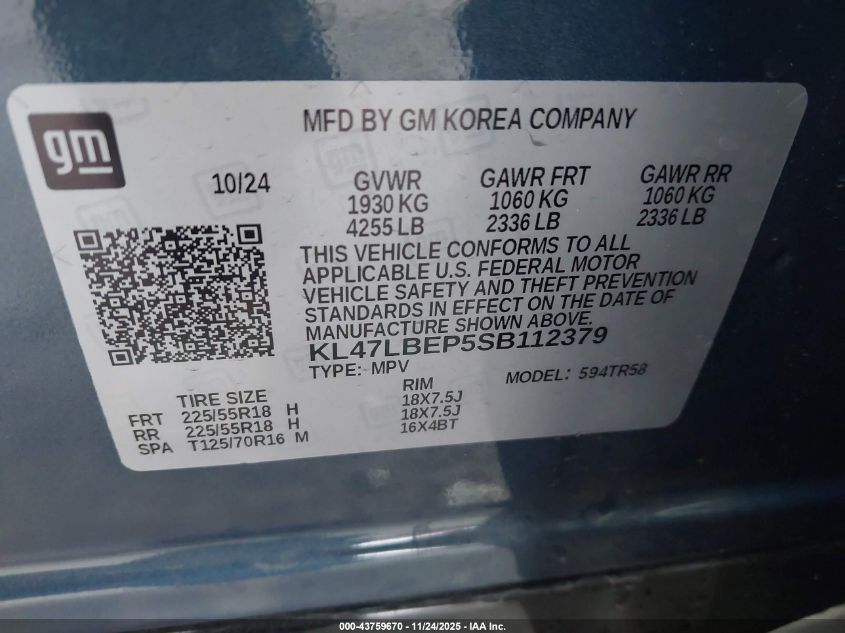 gm
MFD BY GM KOREA COMPANY
10/24
GVWR
1930 KG
4255 LB
GAWR FRT
1060 KG
2336 LB
GAWR RR
1060 KG
2336 LB
THIS VEHICLE CONFORMS TO ALL
APPLICABLE U.S. FEDERAL MOTOR
VEHICLE SAFETY AND THEFT PREVENTION
STANDARDS IN EFFECT ON THE DATE OF
MANUFACTURE SHOWN ABOVE.
KL47LBEP5SB112379
TYPE: MPV
MODEL: 594TR58
TIRE SIZE
FRT 225/55R18 H
RR 225/55R18 H
SPA T125/70R16 M
RIM
18X7.5J
18X7.5J
16X4BT
000-43759670 - 11/24/2025 - IAA Inc.